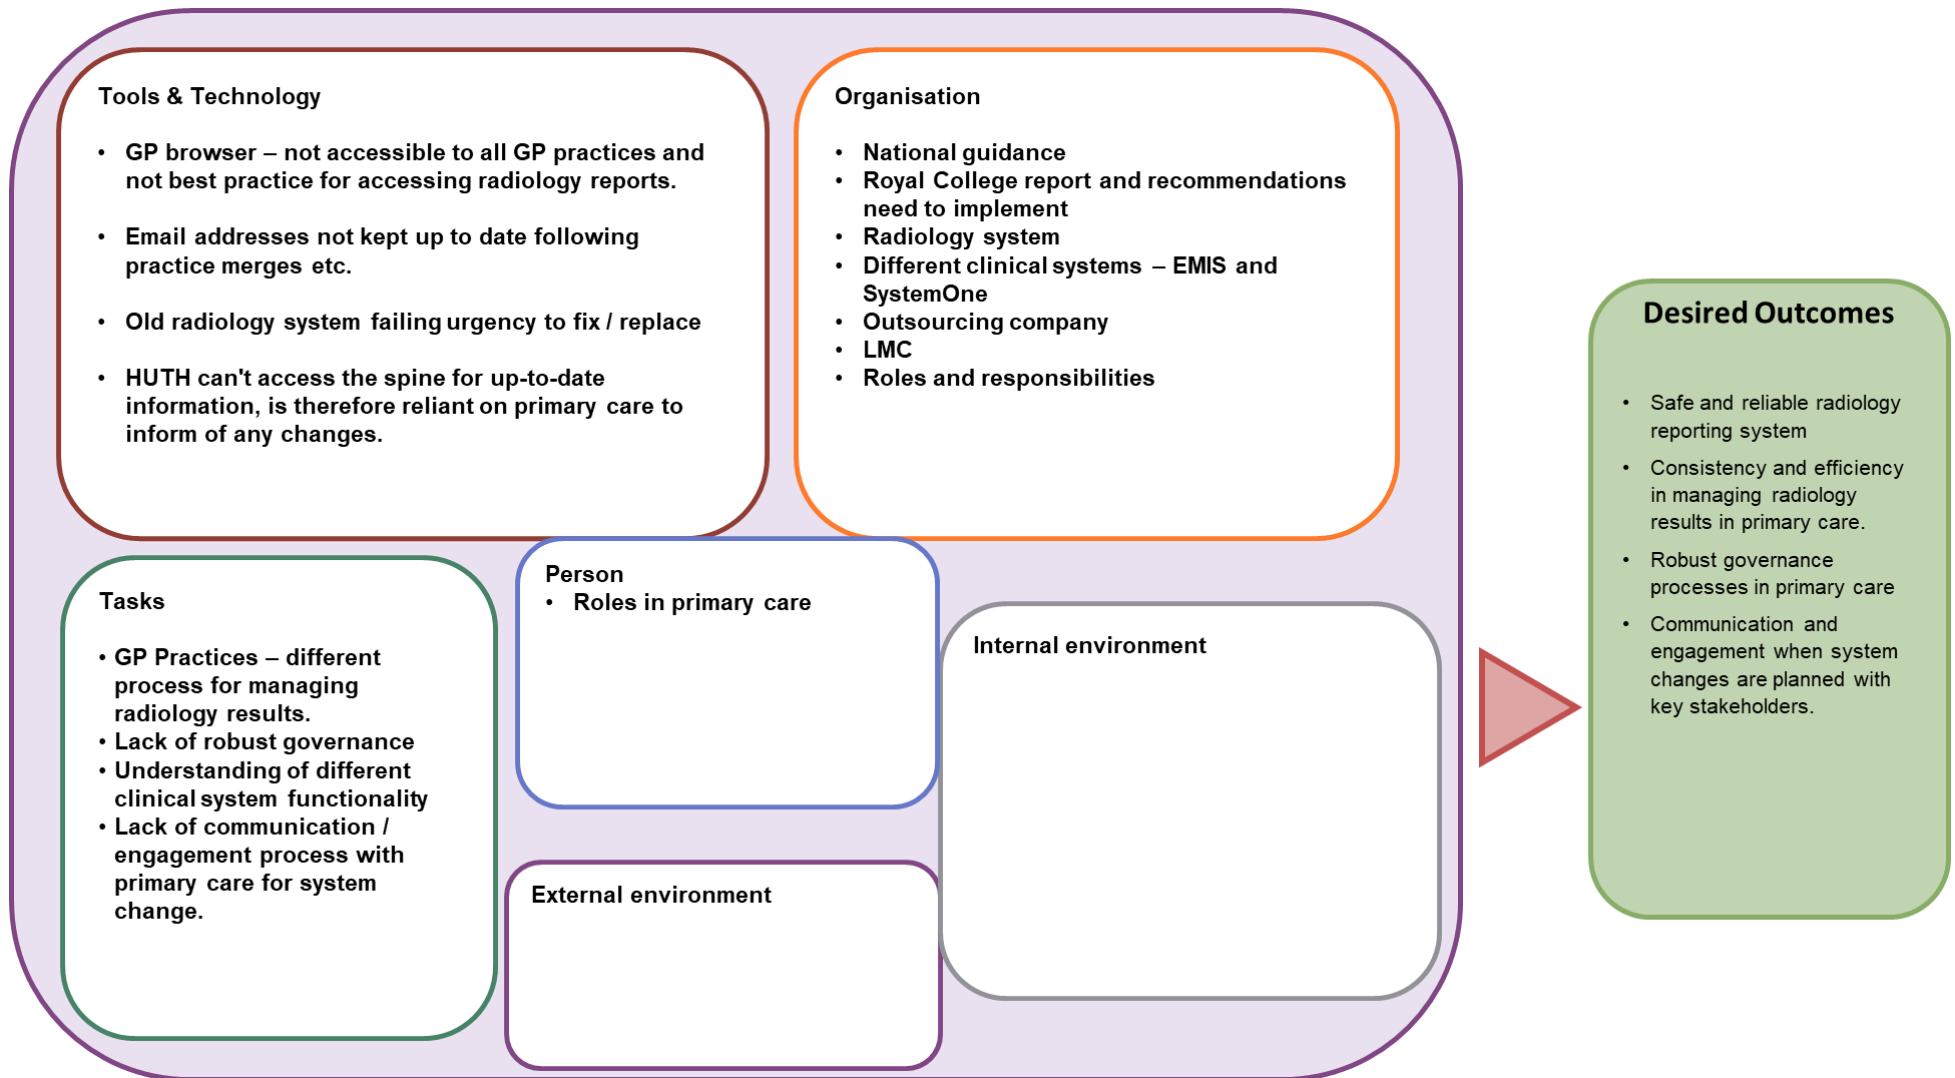 Tools & Technology
• GP browser – not accessible to all GP practices and
not best practice for accessing radiology reports.
• Email addresses not kept up to date following
practice merges etc.
• Old radiology system failing urgency to fix / replace
• HUTH can't access the spine for up-to-date
information, is therefore reliant on primary care to
inform of any changes.
Organisation
• National guidance
• Royal College report and recommendations
need to implement
• Radiology system
• Different clinical systems – EMIS and
SystemOne
• Outsourcing company
• LMC
• Roles and responsibilities
Tasks
• GP Practices – different
process for managing
radiology results.
• Lack of robust governance
• Understanding of different
clinical system functionality
• Lack of communication /
engagement process with
primary care for system
change.
Person
• Roles in primary care
Internal environment
External environment
Desired Outcomes
• Safe and reliable radiology
reporting system
• Consistency and efficiency
in managing radiology
results in primary care.
• Robust governance
processes in primary care
• Communication and
engagement when system
changes are planned with
key stakeholders.